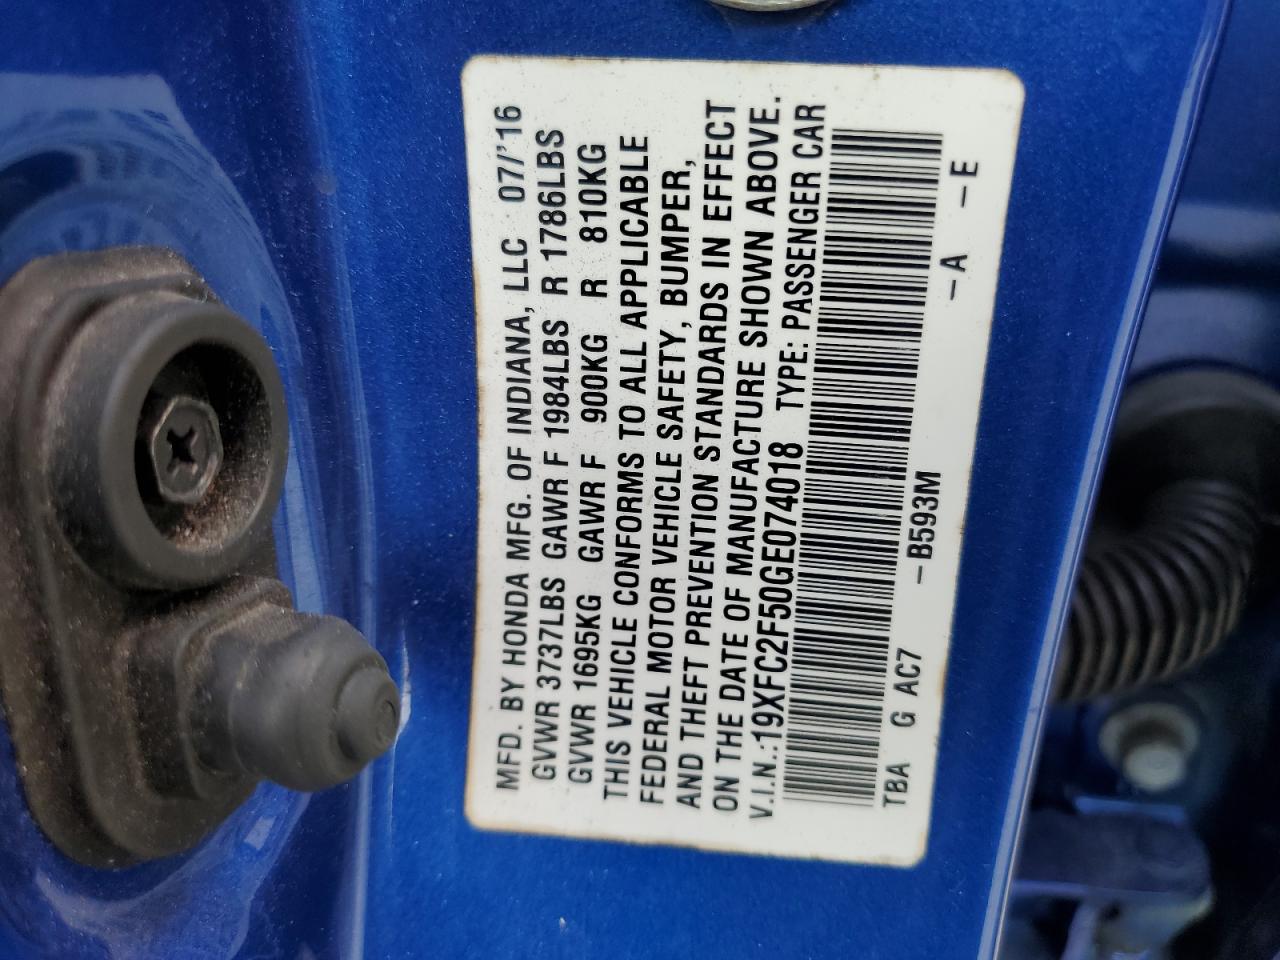 MFD. BY HONDA MFG. OF INDIANA, LLC 07/'16
GVWR 3737LBS GAWR F 1984LBS R 1786LBS
GVWR 1695KG GAWR F 900KG R 810KG
THIS VEHICLE CONFORMS TO ALL APPLICABLE
FEDERAL MOTOR VEHICLE SAFETY, BUMPER,
AND THEFT PREVENTION STANDARDS IN EFFECT
ON THE DATE OF MANUFACTURE SHOWN ABOVE.
V.I.N.:19XFC2F50GE074018 TYPE: PASSENGER CAR
TBA G AC7 -B593M -A -E